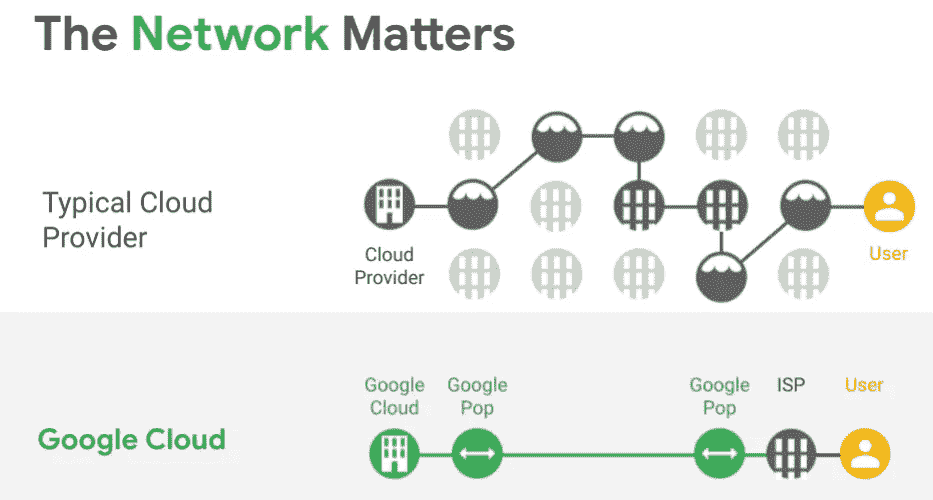 The Network Matters
Typical Cloud
Provider
Cloud
Provider
User
Google
Cloud
Google
Pop
Google
Pop
ISP
User
Google Cloud